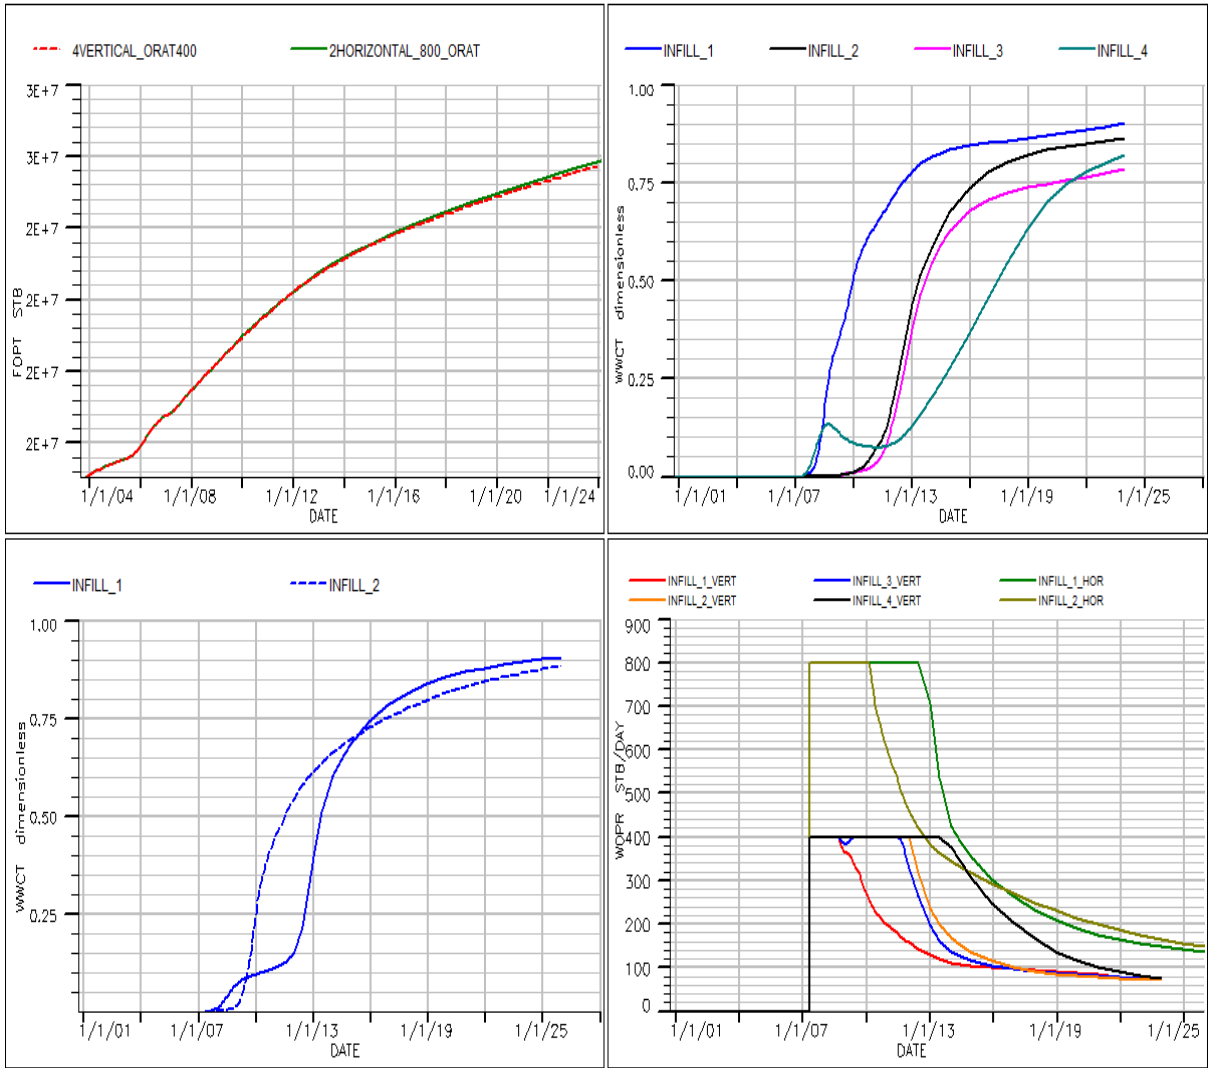 4VERTICAL_ORAT400 2HORIZONTAL_800_ORAT
3E+7
3E+7
2E+7
2E+7
2E+7
2E+7
FOPT STB
1/1/04 1/1/08 1/1/12 1/1/16 1/1/20 1/1/24
DATE
INFILL_1 INFILL_2 INFILL_3 INFILL_4
1.00
0.75
0.50
0.25
0.00
WWCT dimensionless
1/1/01 1/1/07 1/1/13 1/1/19 1/1/25
DATE
INFILL_1 INFILL_2
1.00
0.75
0.50
0.25
WWCT dimensionless
1/1/01 1/1/07 1/1/13 1/1/19 1/1/25
DATE
INFILL_1_VERT INFILL_3_VERT INFILL_1_HOR
INFILL_2_VERT INFILL_4_VERT INFILL_2_HOR
900
800
700
600
500
400
300
200
100
0
WOPR STB/DAY
1/1/01 1/1/07 1/1/13 1/1/19 1/1/25
DATE